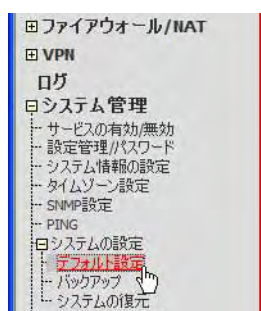 ファイアウォール/NAT
VPN
ログ
システム管理
サービスの有効/無効
設定管理/パスワード
システム情報の設定
タイムゾーン設定
SNMP設定
PING
システムの設定
デフォルト設定
バックアップ
システムの復元